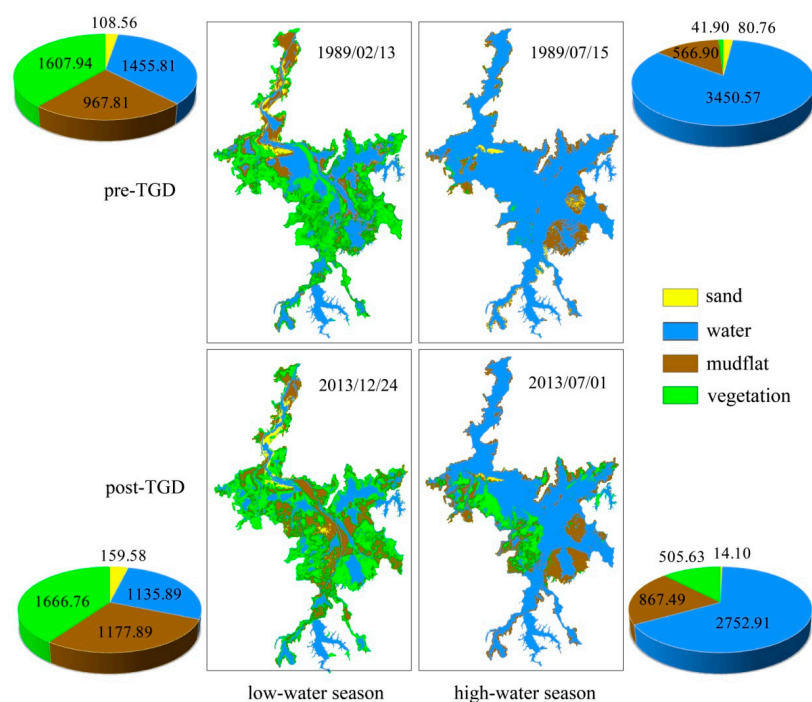 108.56
1607.94
1455.81
967.81
pre-TGD
1989/02/13
1989/07/15
41.90
80.76
566.90
3450.57
sand
water
mudflat
vegetation
2013/12/24
2013/07/01
post-TGD
159.58
1666.76
1135.89
1177.89
505.63
14.10
867.49
2752.91
low-water season
high-water season